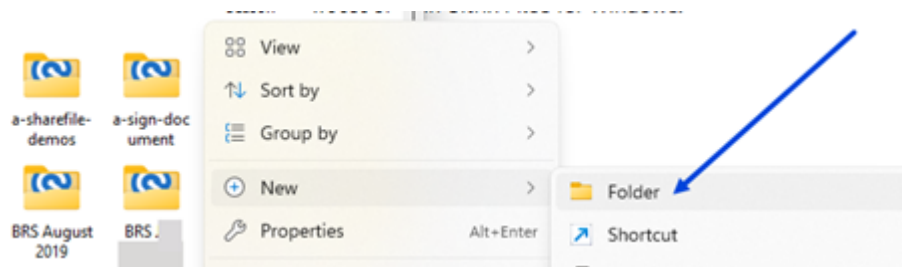 View
Sort by
Group by
New
Properties Alt+Enter
Folder
Shortcut
a-sharefile-
demos
a-sign-doc
ument
BRS August
2019
BRS